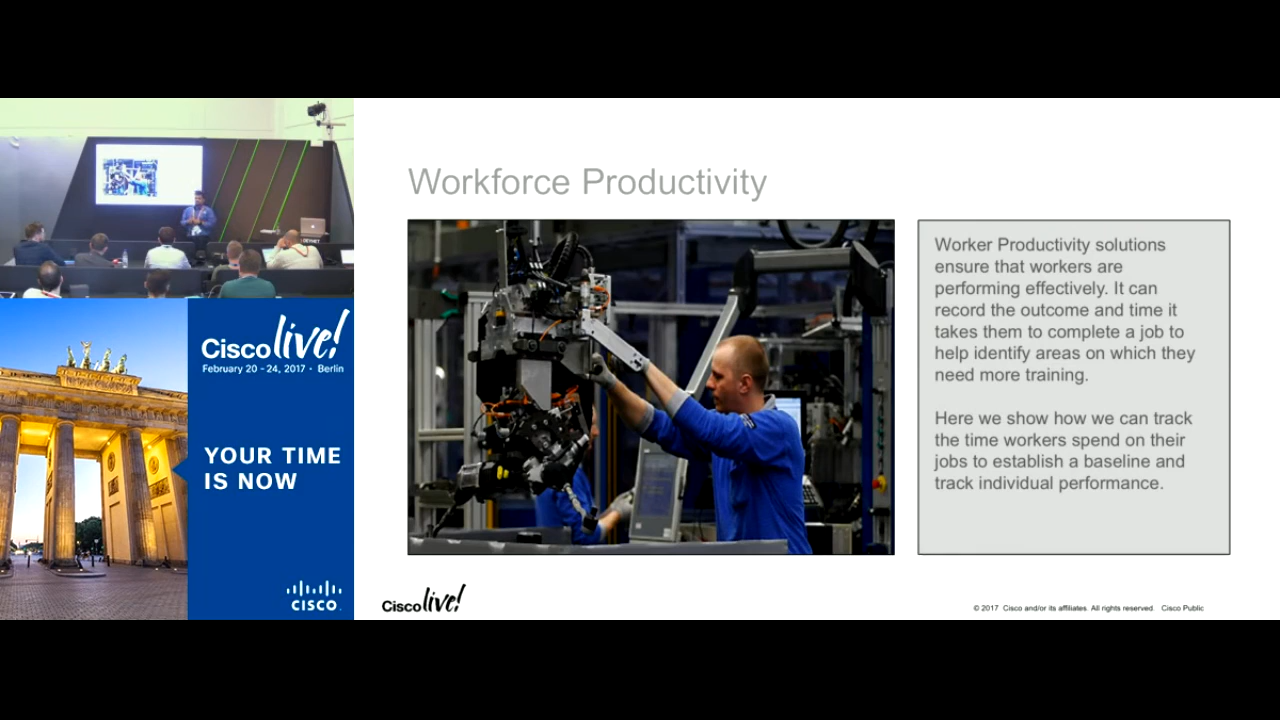 Workforce Productivity
Worker Productivity solutions
ensure that workers are
performing effectively. It can
record the outcome and time it
takes them to complete a job to
help identify areas on which they
need more training.
Here we show how we can track
the time workers spend on their
jobs to establish a baseline and
track individual performance.
Cisco live!
February 20 - 24, 2017 • Berlin
YOUR TIME
IS NOW
CISCO.
Cisco live!
© 2017 Cisco and/or its affiliates. All rights reserved. Cisco Public